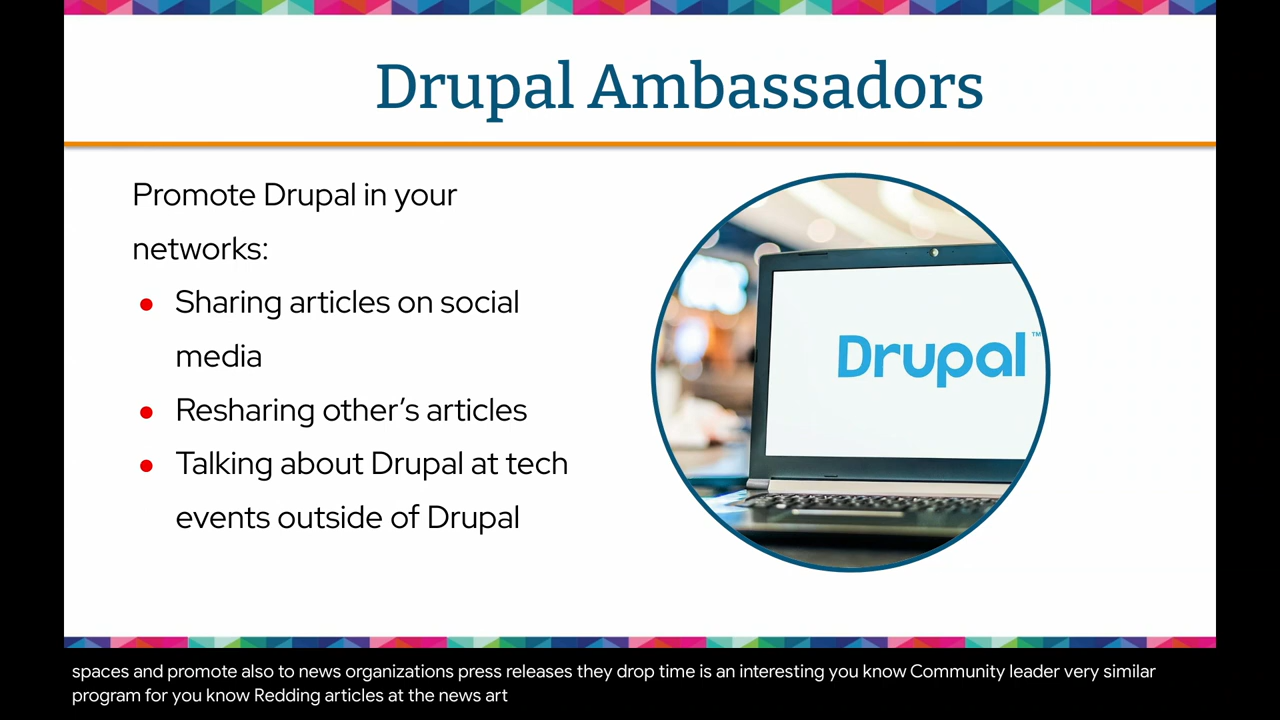 Drupal Ambassadors
Promote Drupal in your
networks:
● Sharing articles on social
media
● Resharing other’s articles
● Talking about Drupal at tech
events outside of Drupal
Drupal™
spaces and promote also to news organizations press releases they drop time is an interesting you know Community leader very similar
program for you know Redding articles at the news art